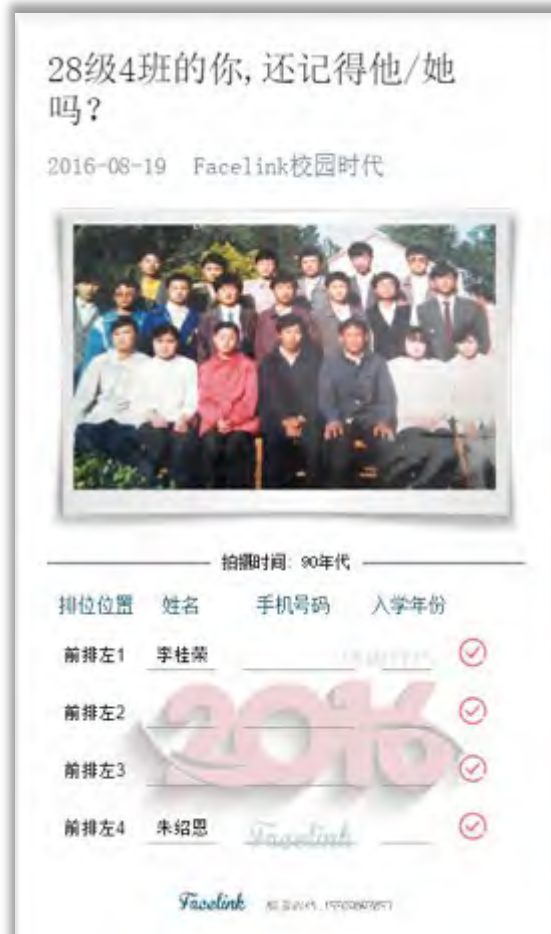 28级4班的你,还记得他/她
吗?
2016-08-19 Facelink校园时代
拍摄时间: 90年代
排位位置 姓名 手机号码 入学年份
前排左1 李桂荣
前排左2
2016
前排左3
前排左4 朱绍恩
Facelink
Facelink